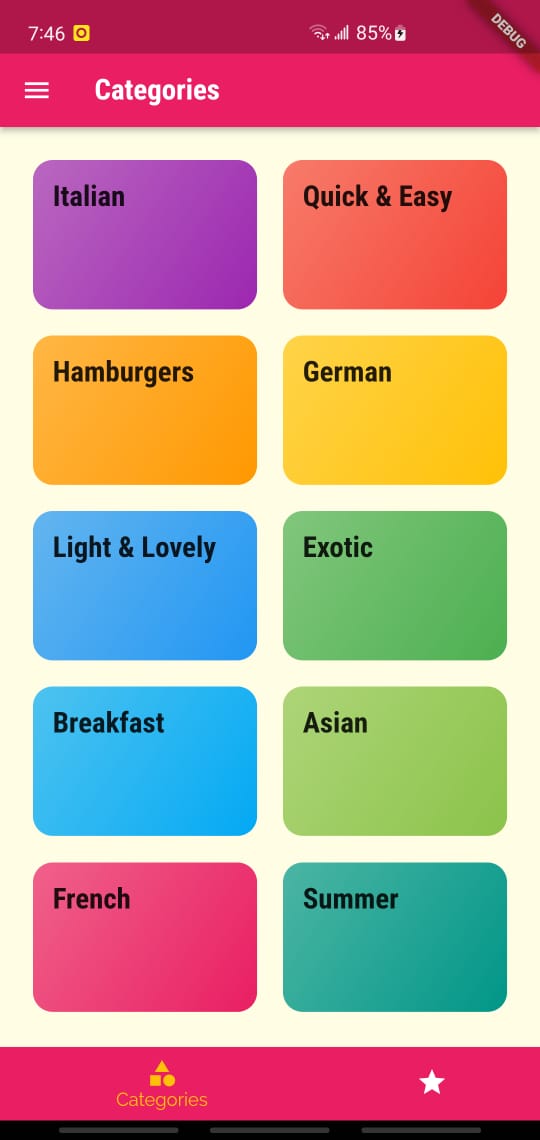 7:46
85%
DEBUG
Categories
Italian
Quick & Easy
Hamburgers
German
Light & Lovely
Exotic
Breakfast
Asian
French
Summer
Categories